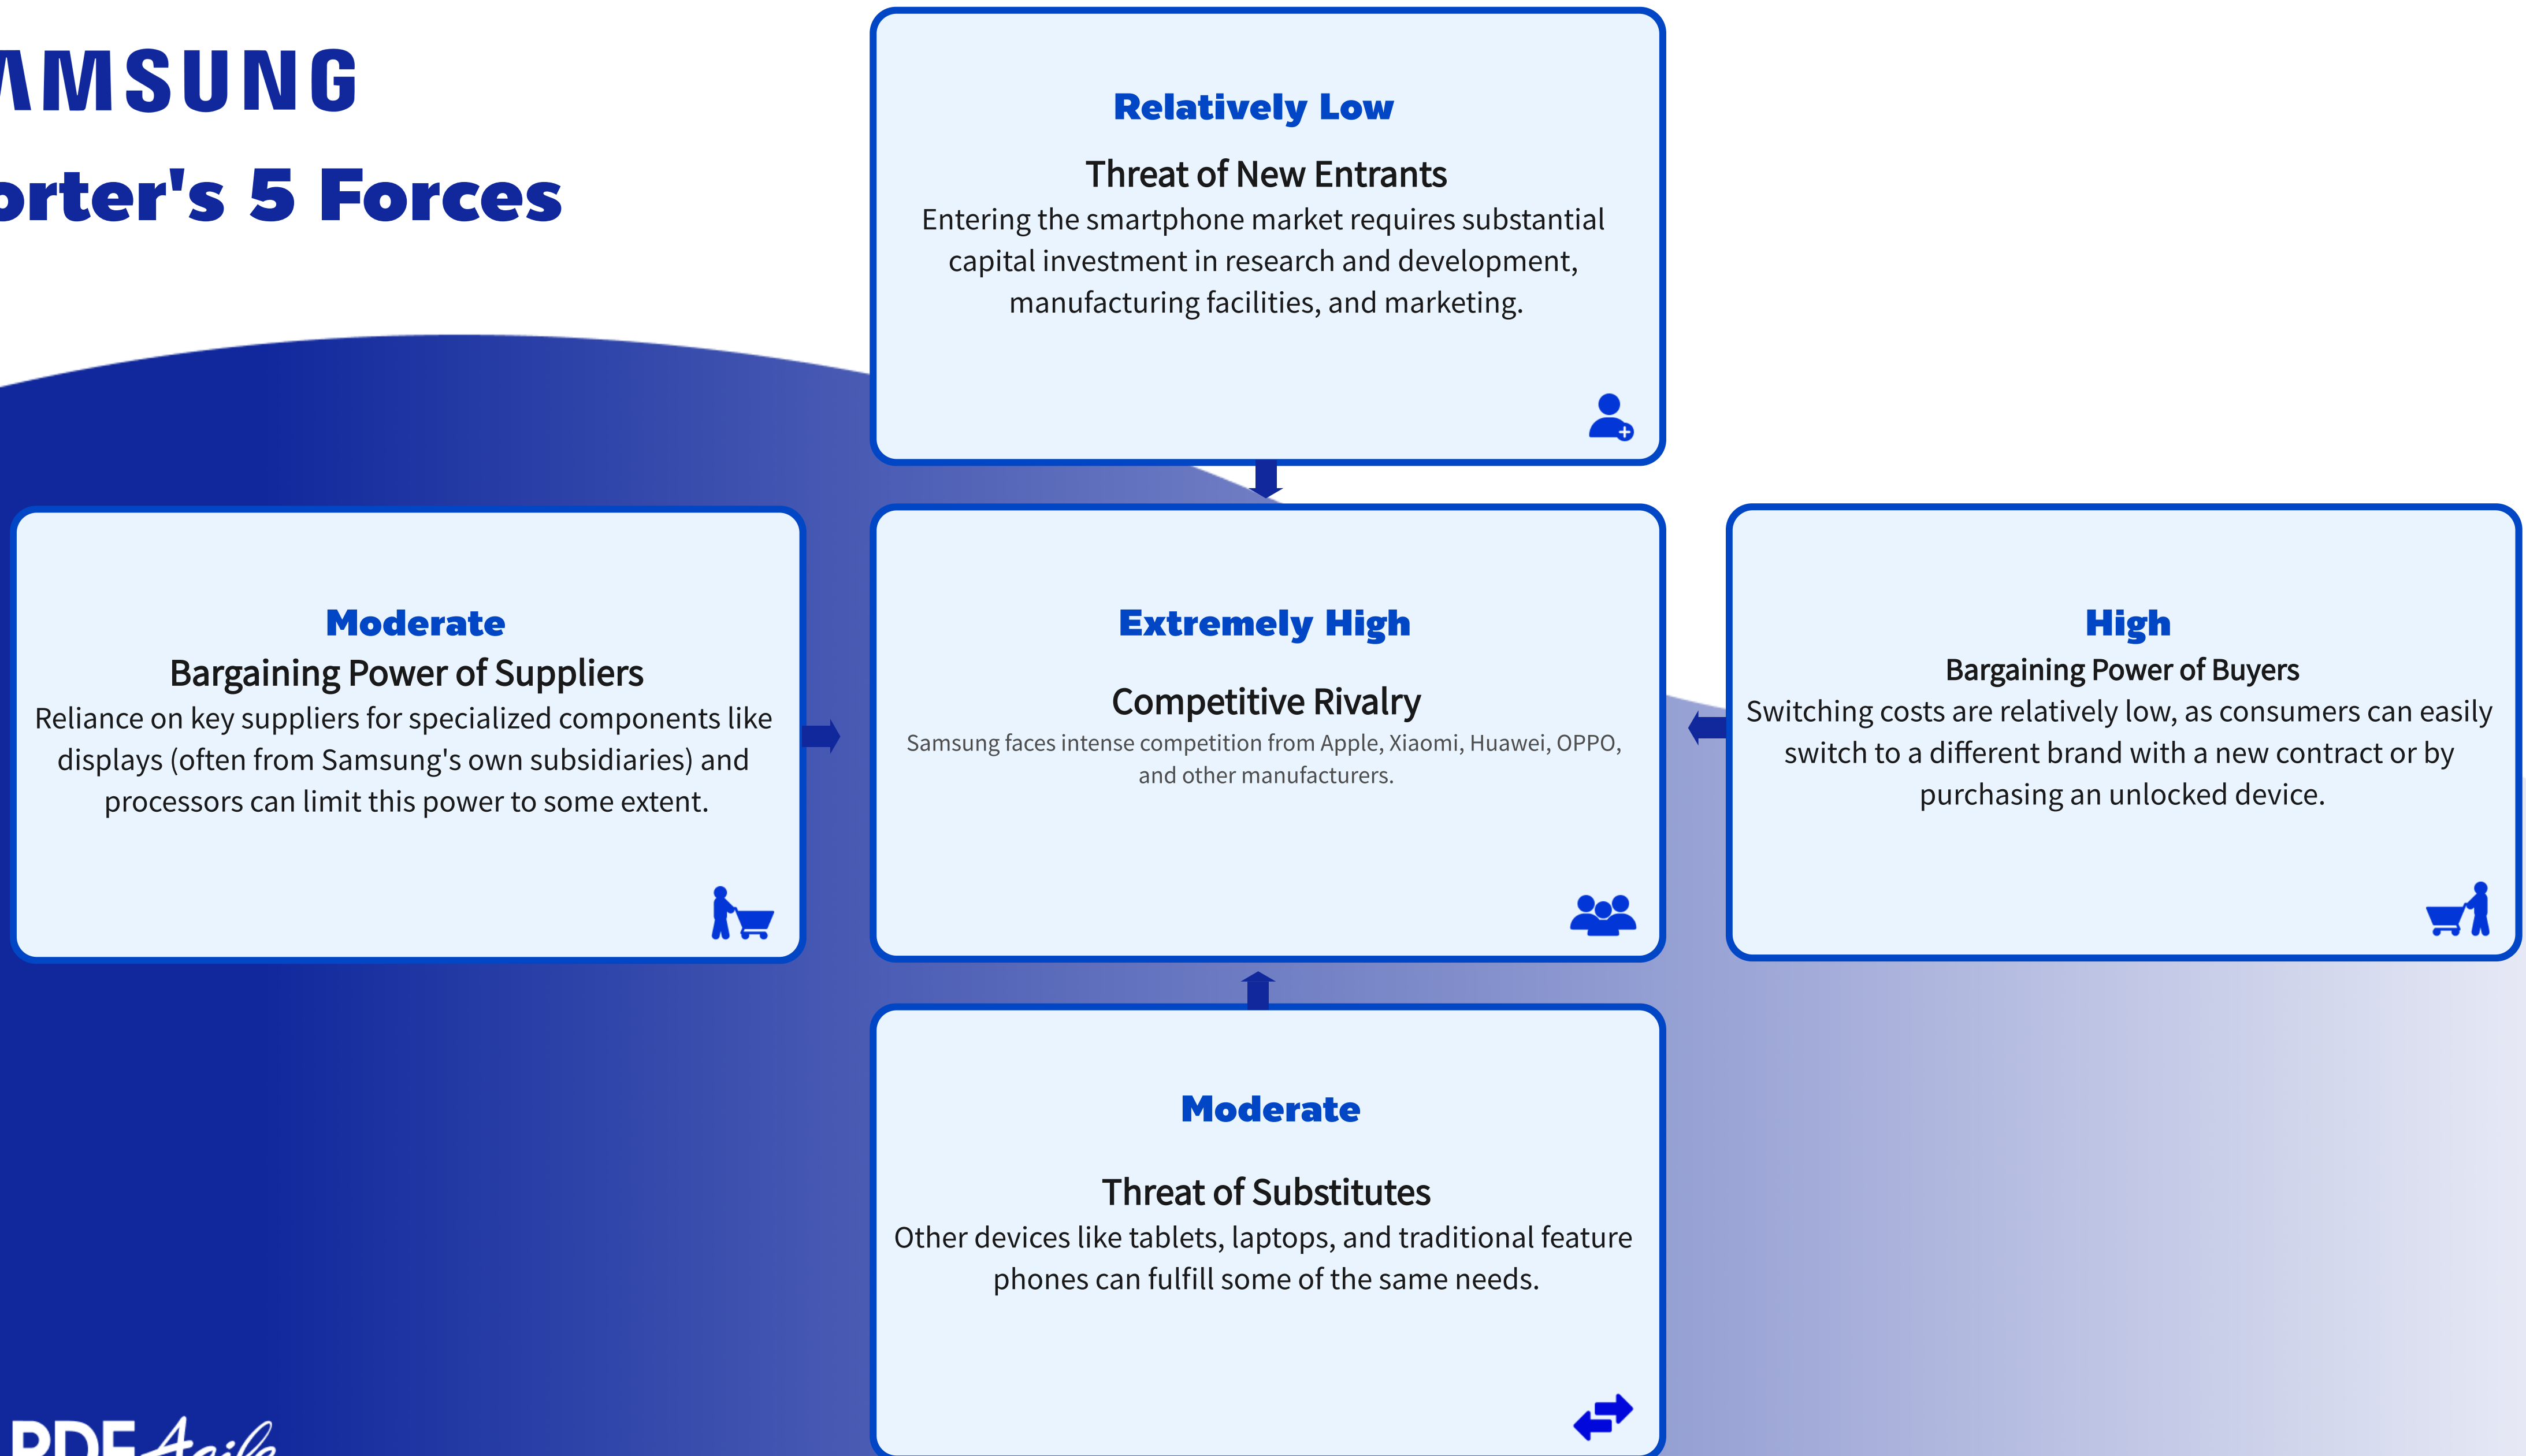 AMSUNG
orter's 5 Forces
Relatively Low
Threat of New Entrants
Entering the smartphone market requires substantial
capital investment in research and development,
manufacturing facilities, and marketing.
Moderate
Bargaining Power of Suppliers
Reliance on key suppliers for specialized components like
displays (often from Samsung's own subsidiaries) and
processors can limit this power to some extent.
Extremely High
Competitive Rivalry
Samsung faces intense competition from Apple, Xiaomi, Huawei, OPPO,
and other manufacturers.
High
Bargaining Power of Buyers
Switching costs are relatively low, as consumers can easily
switch to a different brand with a new contract or by
purchasing an unlocked device.
Moderate
Threat of Substitutes
Other devices like tablets, laptops, and traditional feature
phones can fulfill some of the same needs.
PDF Agile